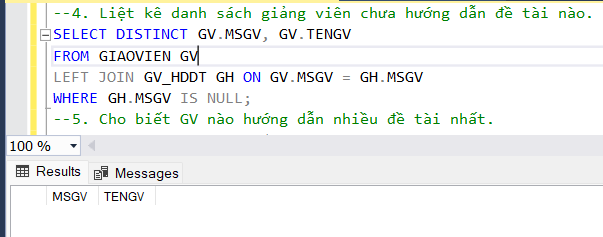 --4. Liệt kê danh sách giảng viên chưa hướng dẫn đề tài nào.
SELECT DISTINCT GV.MSGV, GV.TENGV
FROM GIAOVIEN GV
LEFT JOIN GV_HDDT GH ON GV.MSGV = GH.MSGV
WHERE GH.MSGV IS NULL;
--5. Cho biết GV nào hướng dẫn nhiều đề tài nhất.
100 %
Results Messages
MSGV TENGV